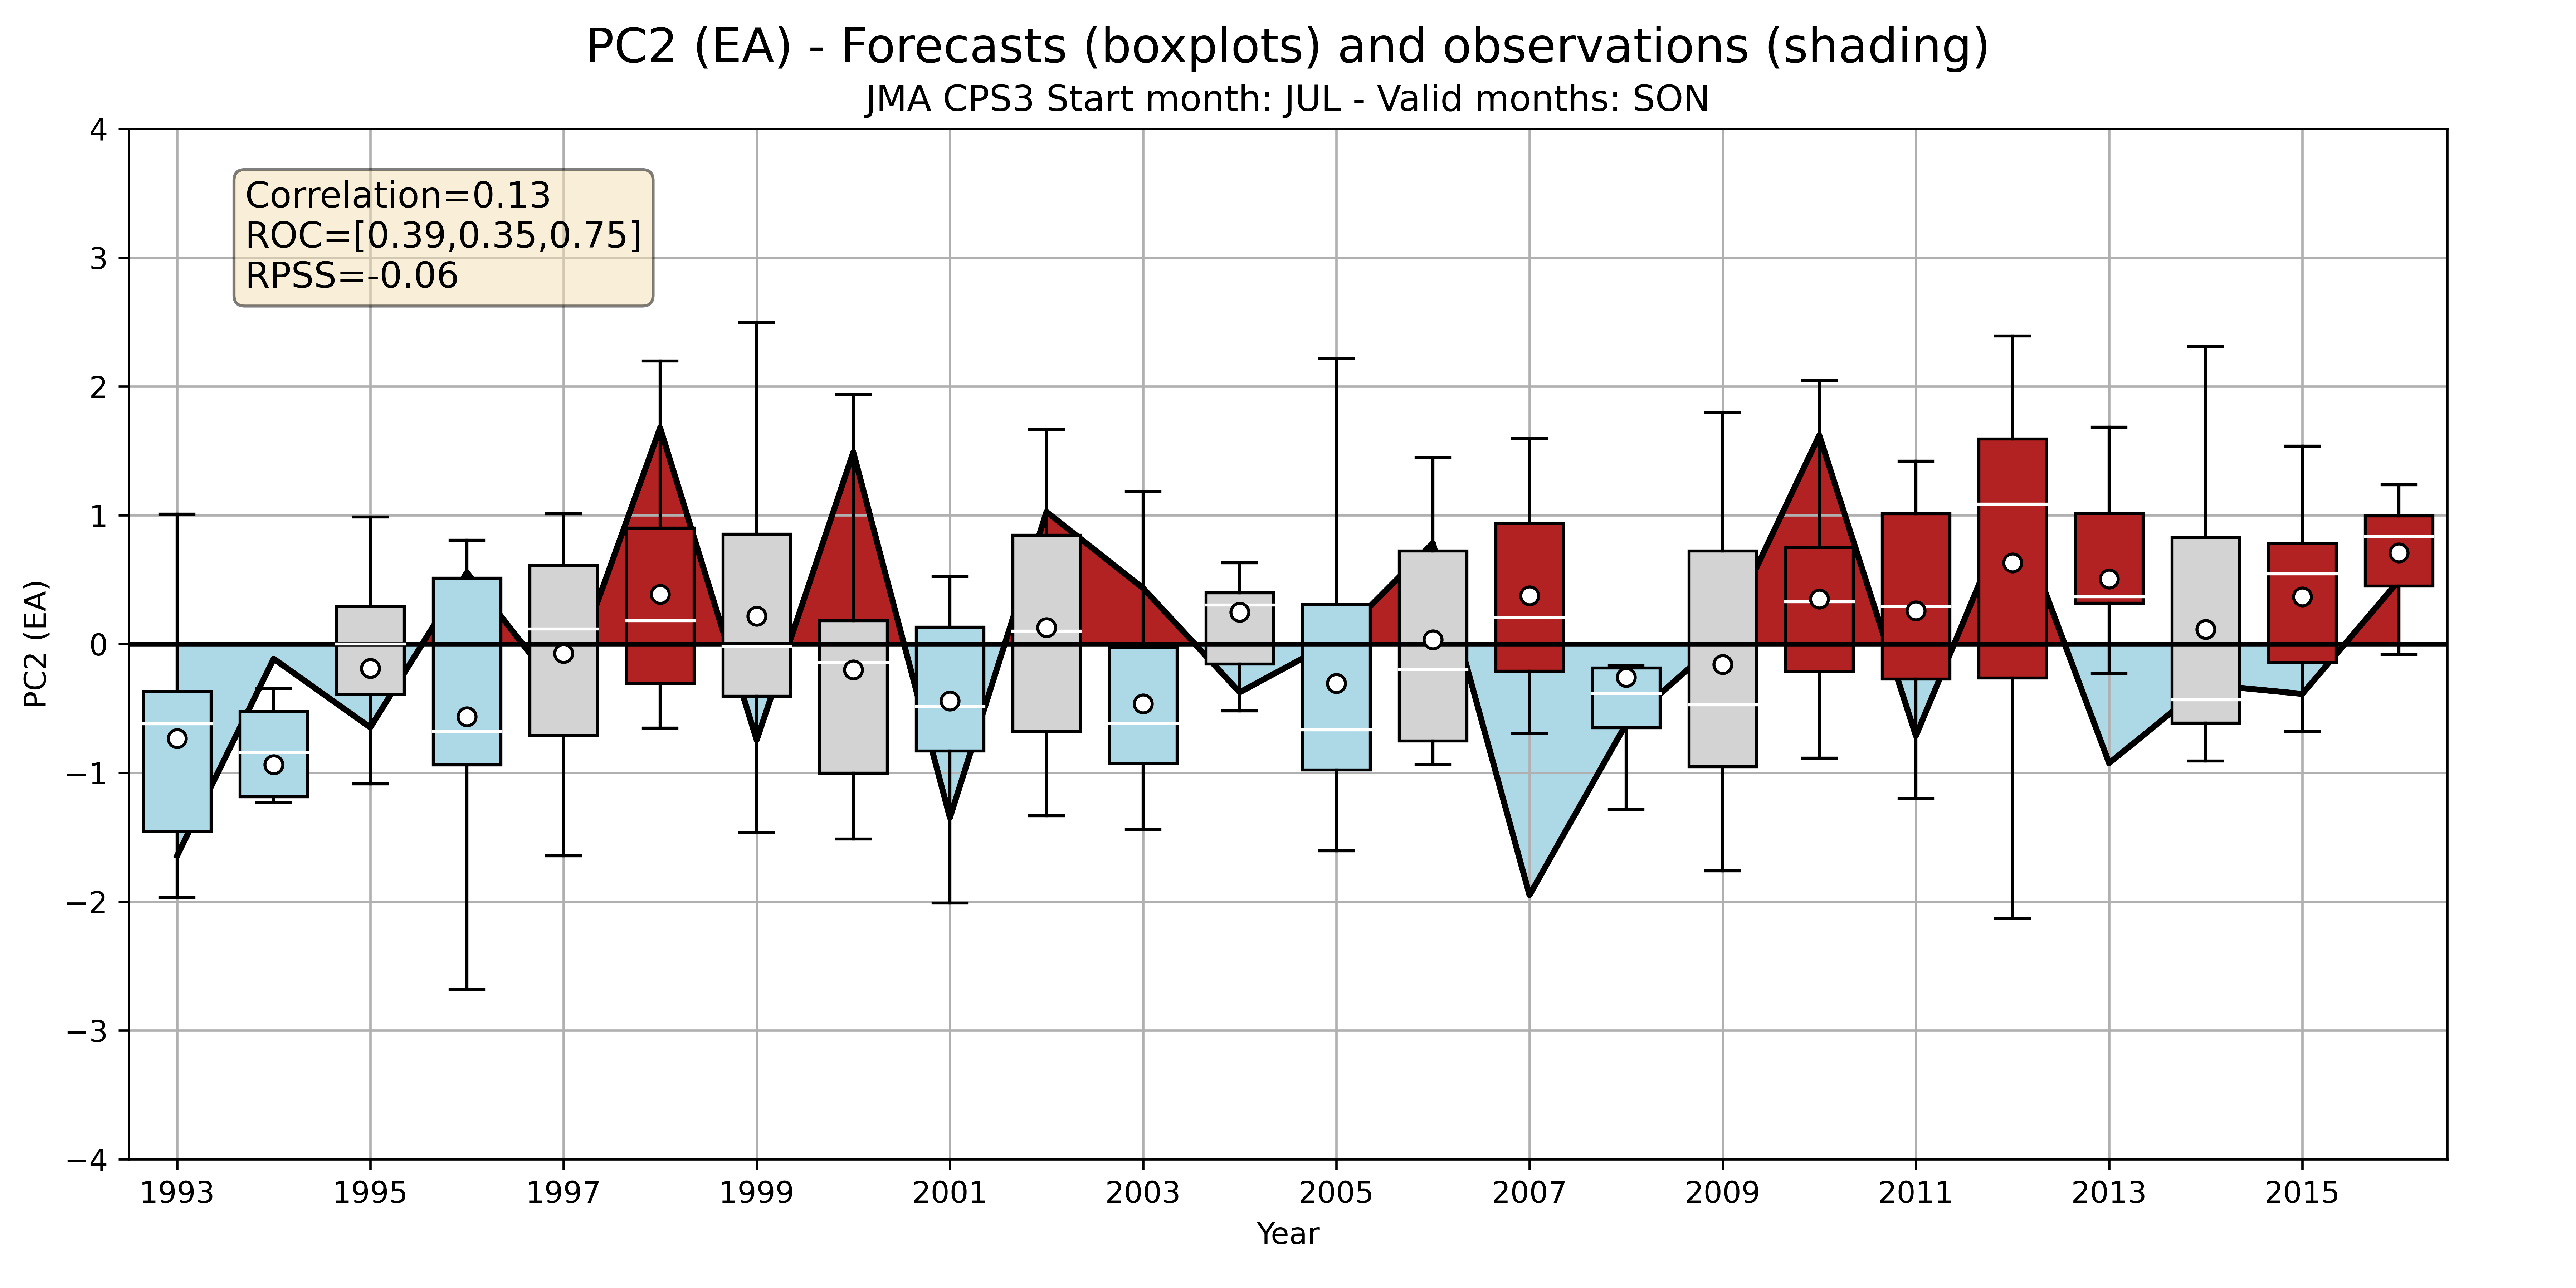 PC2 (EA) - Forecasts (boxplots) and observations (shading)
JMA CPS3 Start month: JUL - Valid months: SON
Correlation=0.13
ROC=[0.39,0.35,0.75]
RPSS=-0.06
PC2 (EA)
4
3
2
1
0
−1
−2
−3
−4
1993 1995 1997 1999 2001 2003 2005 2007 2009 2011 2013 2015
Year